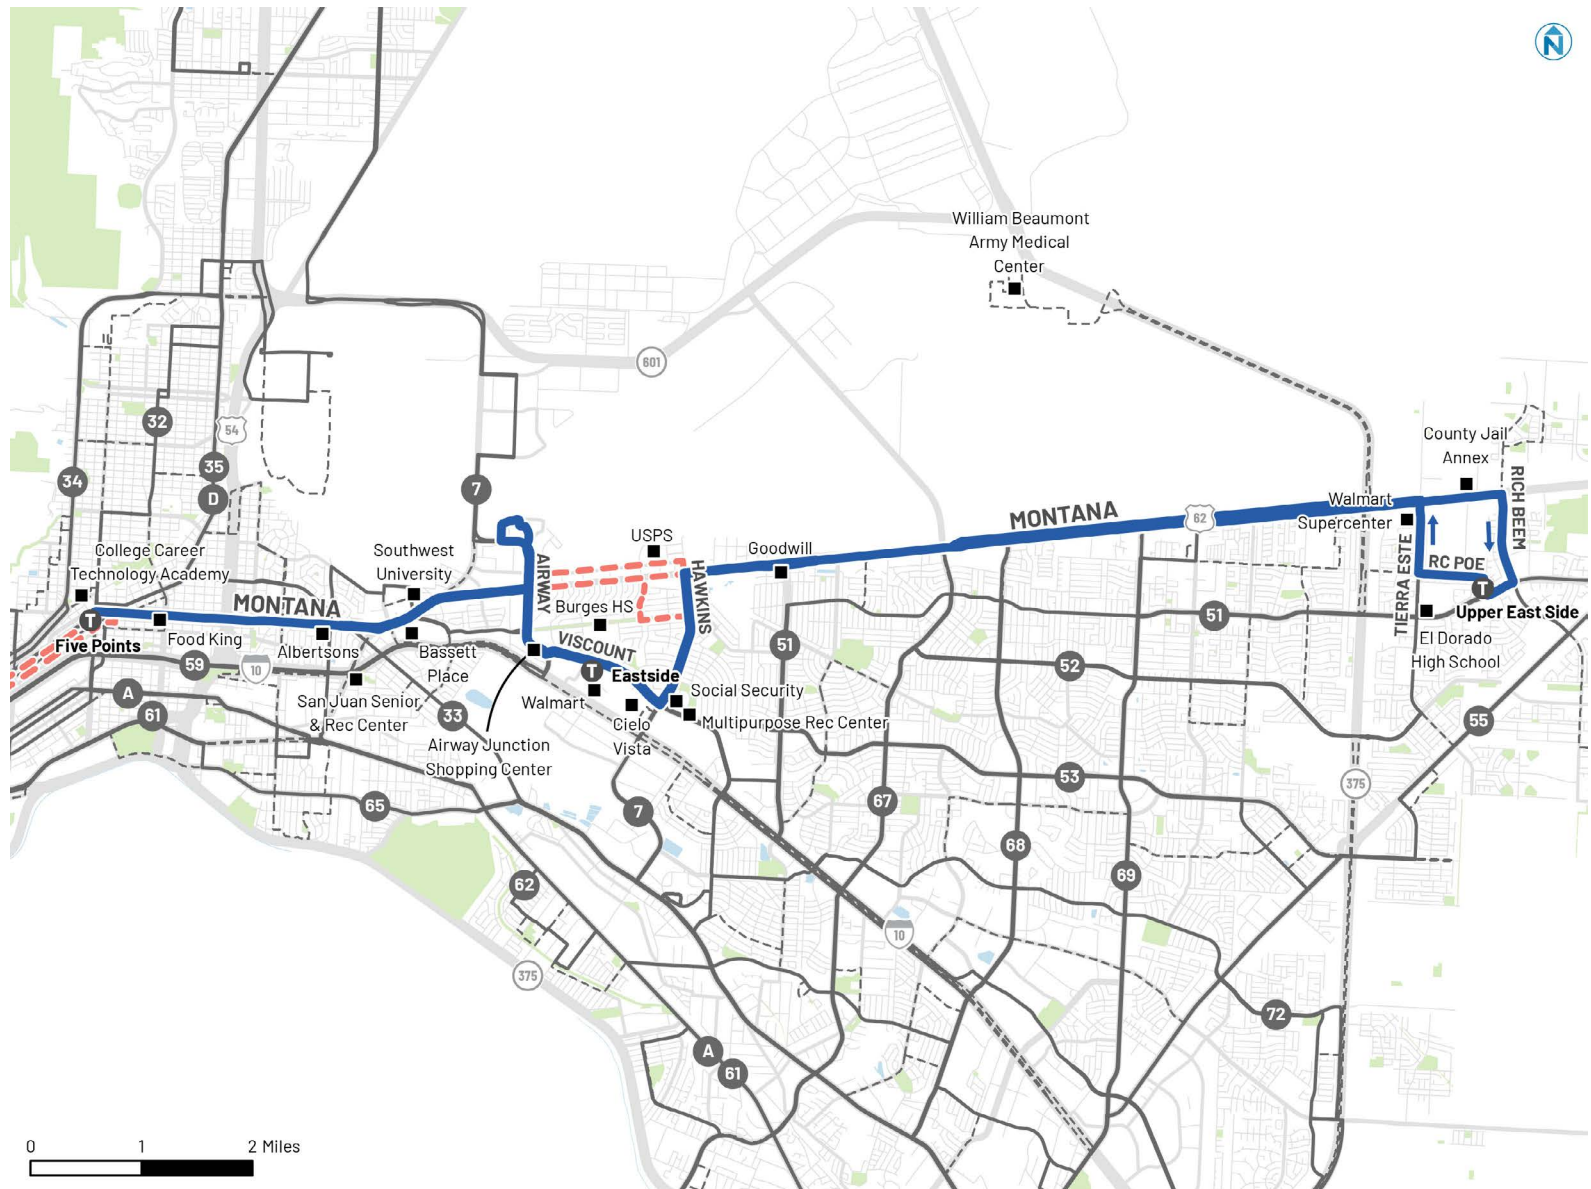 N
William Beaumont
Army Medical
Center
601
32
54
35
34
D
7
County Jail
Annex
RICH BEEM
MONTANA
62
Walmart
Supercenter
TIERRA ESTE
RC POE
T
Upper East Side
El Dorado
High School
College Career
Technology Academy
Southwest
University
AIRWAY
USPS
HAWKINS
Goodwill
MONTANA
T
Five Points
Food King
Albertsons
Bassett
Place
Burges HS
VISCOUNT
T
Eastside
Walmart
Cielo
Vista
Social Security
Multipurpose Rec Center
Airway Junction
Shopping Center
San Juan Senior
& Rec Center
59
10
A
61
33
65
51
51
52
55
53
375
7
67
68
69
62
10
375
72
A
61
0
1
2 Miles